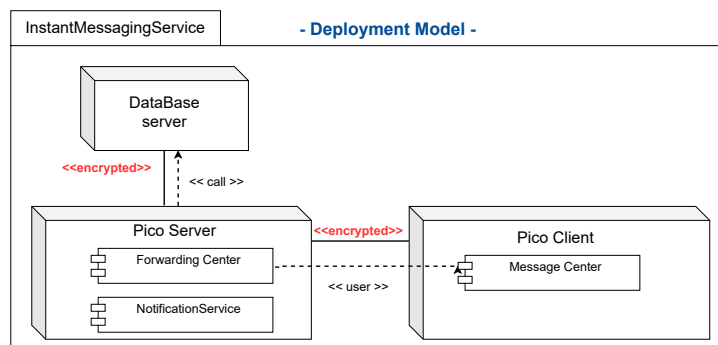 InstantMessagingService
- Deployment Model -
DataBase
server
<<encrypted>>
<< call >>
Pico Server
<<encrypted>>
Pico Client
Forwarding Center
Message Center
<< user >>
NotificationService